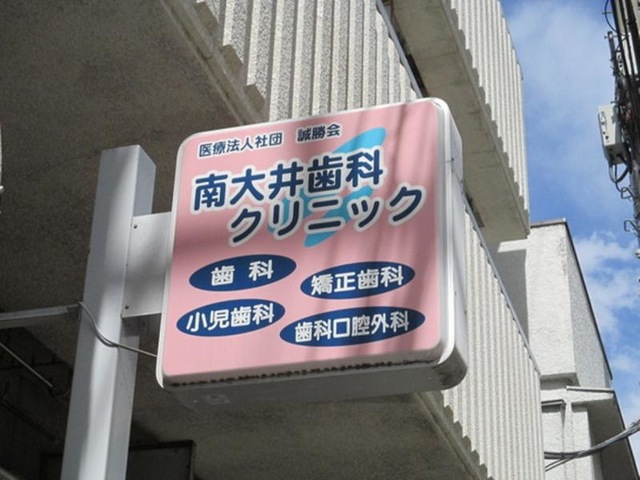 医療法人社団 誠勝会
南大井歯科
クリニック
歯科 矯正歯科
小児歯科 歯科口腔外科